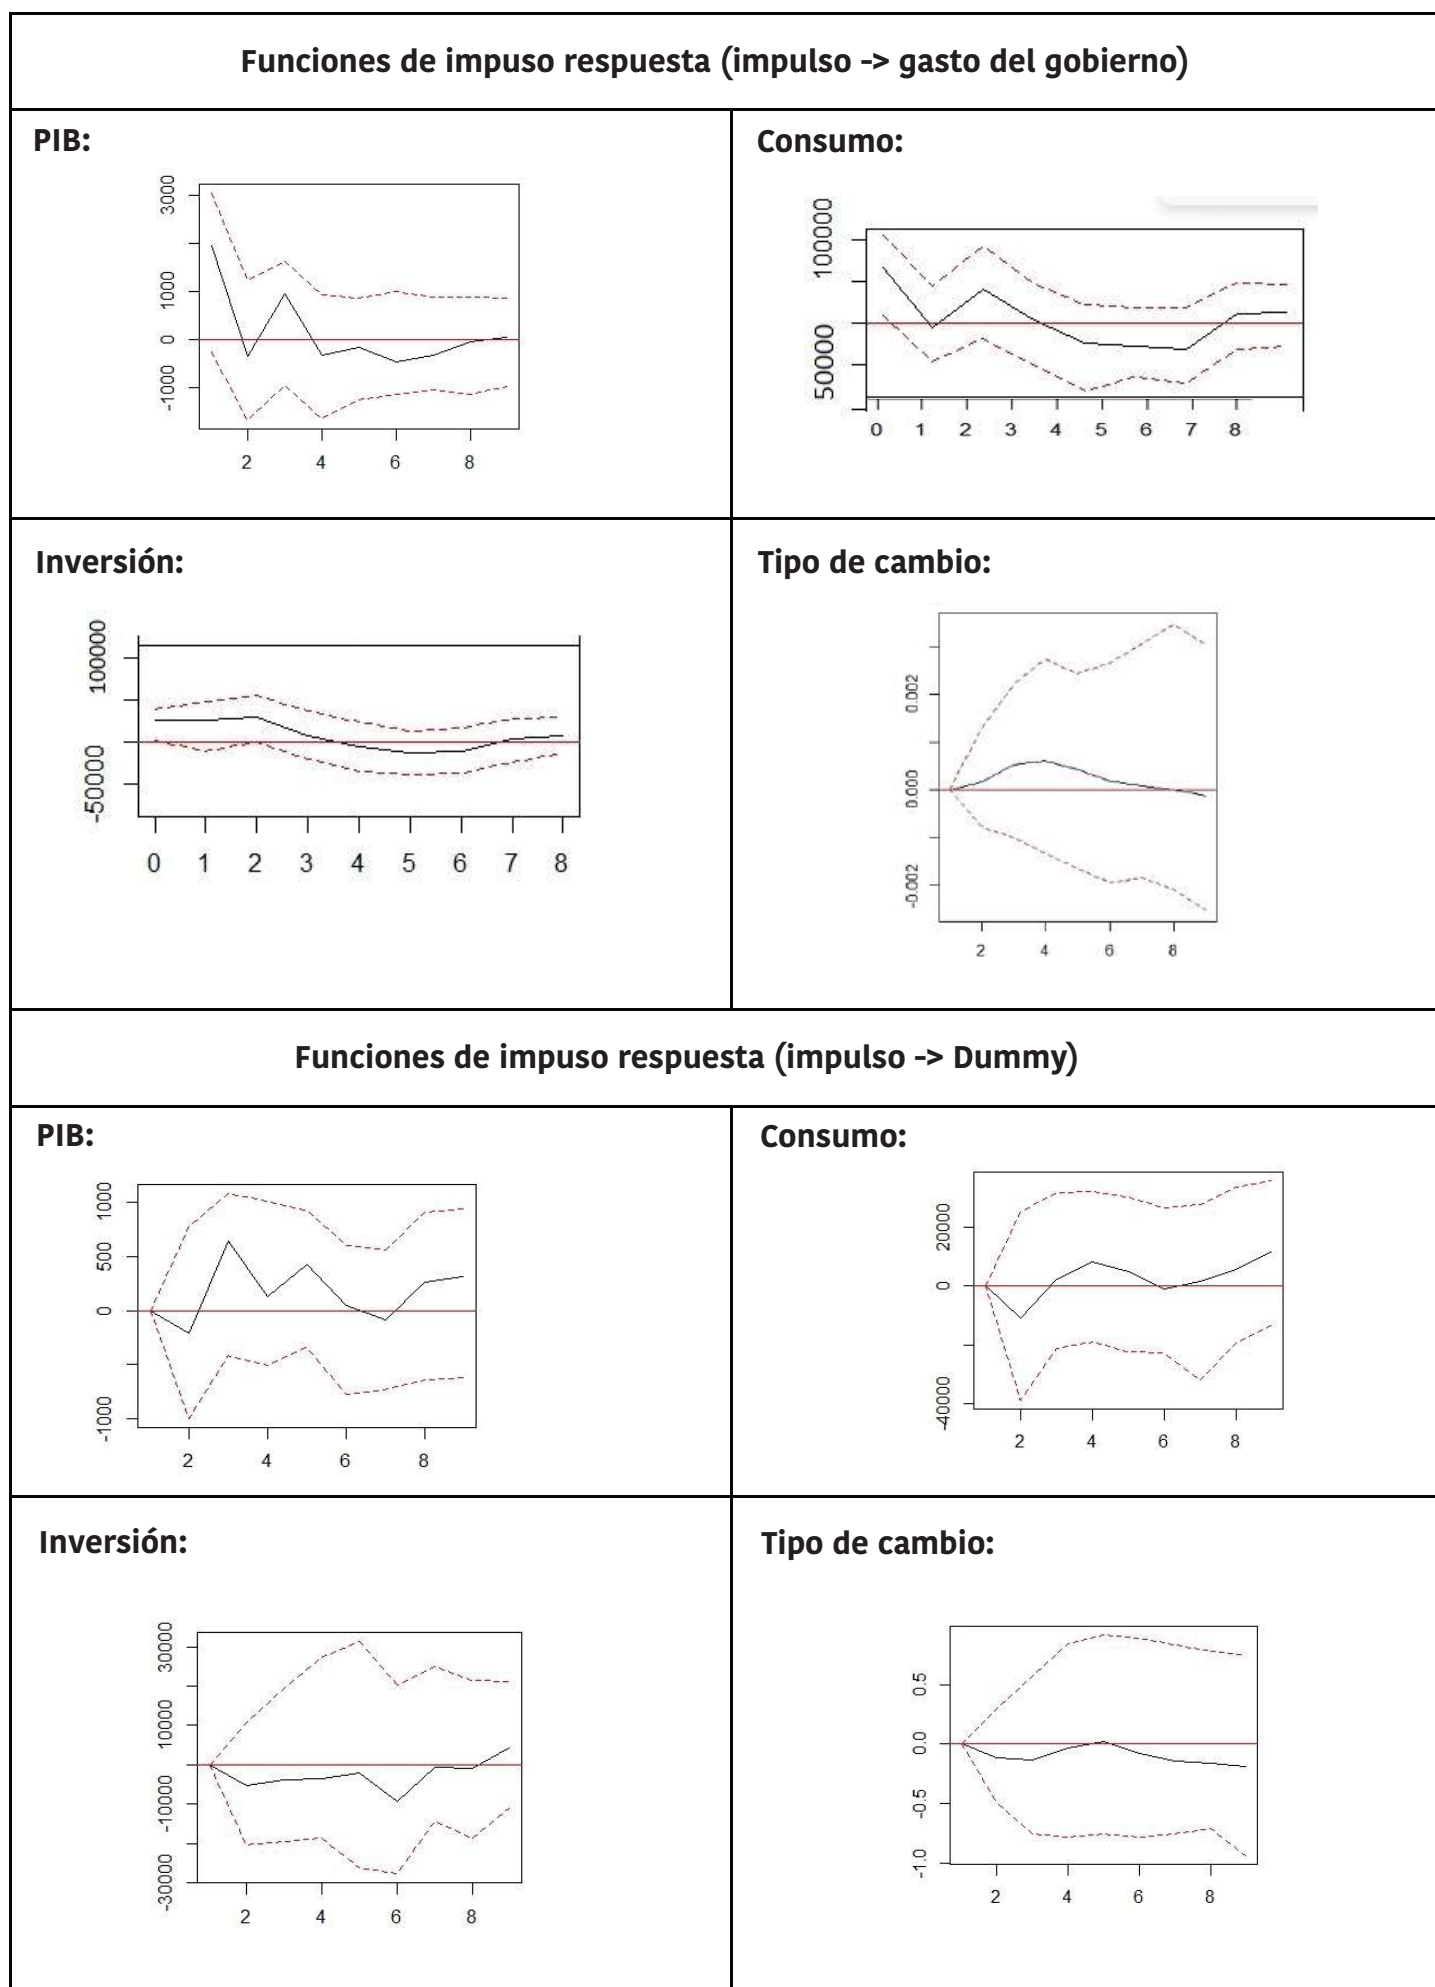 Funciones de impuso respuesta (impulso -> gasto del gobierno)
PIB:
3000
1000
0
-1000
2 4 6 8
Consumo:
100000
50000
0 1 2 3 4 5 6 7 8
Inversión:
100000
-50000
0 1 2 3 4 5 6 7 8
Tipo de cambio:
0.002
0.000
-0.002
2 4 6 8
Funciones de impuso respuesta (impulso -> Dummy)
PIB:
1000
500
0
-1000
2 4 6 8
Consumo:
20000
0
-40000
2 4 6 8
Inversión:
30000
10000
-10000
-30000
2 4 6 8
Tipo de cambio:
0.5
0.0
-0.5
-1.0
2 4 6 8